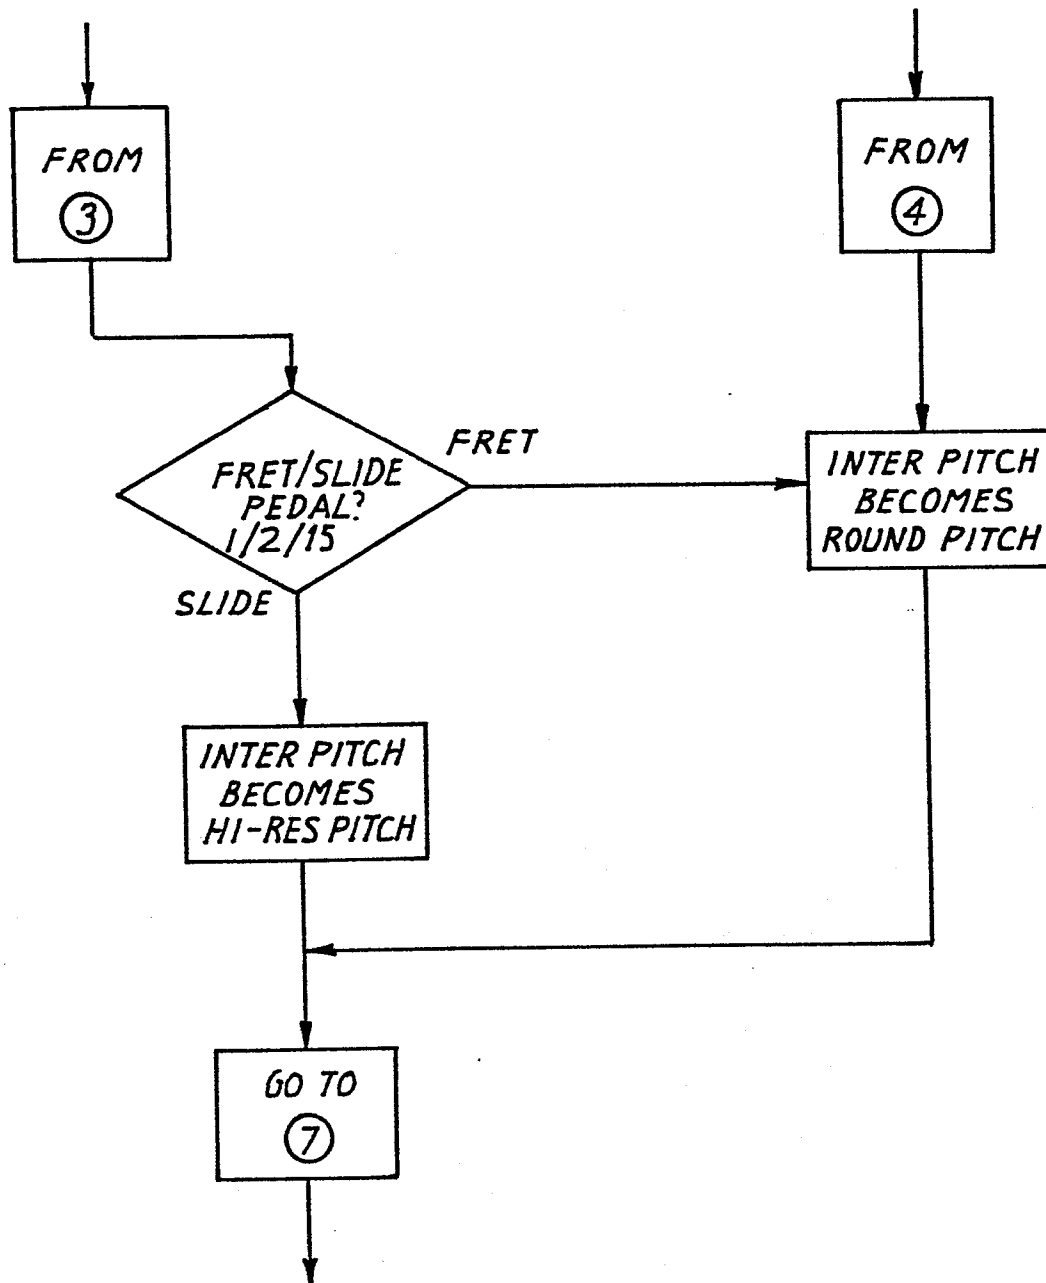 FROM
3
FROM
4
FRET/SLIDE
PEDAL?
1/2/15
FRET
SLIDE
INTER PITCH
BECOMES
ROUND PITCH
INTER PITCH
BECOMES
HI-RES PITCH
GO TO
7